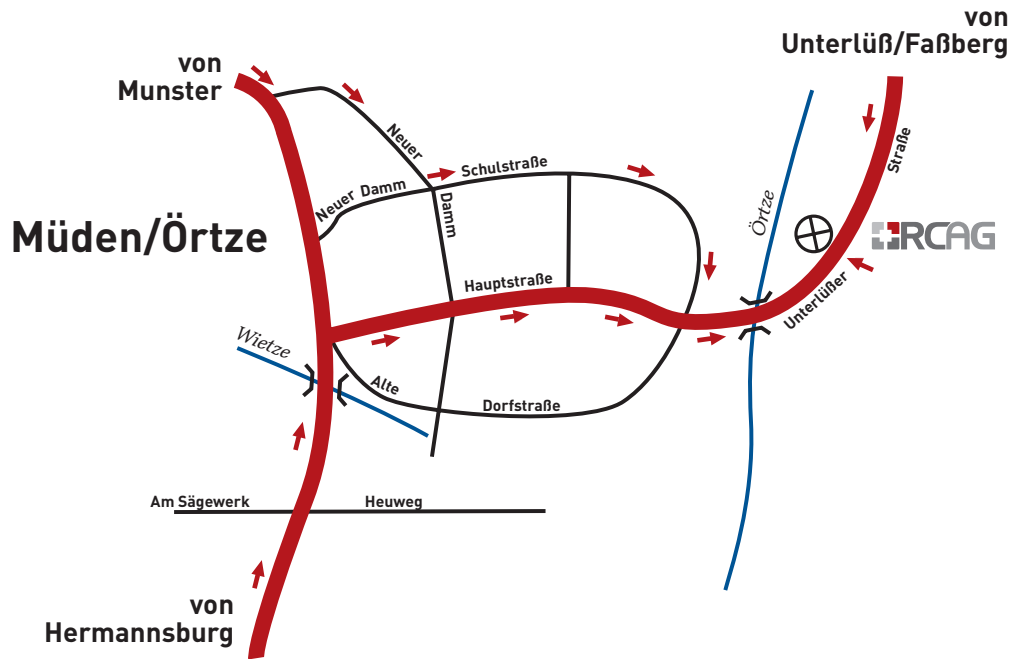 von
Unterlüß/Faßberg
von
Munster
Neuer
Schulstraße
Straße
Neuer Damm
Damm
Örtze
Müden/Örtze
RCAG
Hauptstraße
Unterlüßer
Wietze
Alte
Dorfstraße
Am Sägewerk
Heuweg
von
Hermannsburg